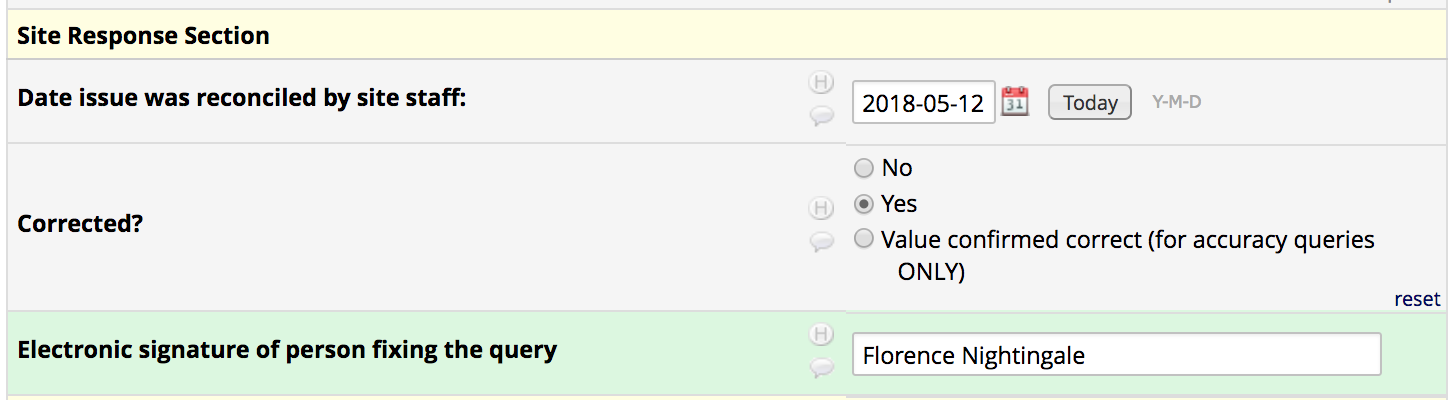 Site Response Section
Date issue was reconciled by site staff:
H
2018-05-12
31
Today
Y-M-D
Corrected?
H
No
Yes
Value confirmed correct (for accuracy queries
ONLY)
reset
Electronic signature of person fixing the query
H
Florence Nightingale